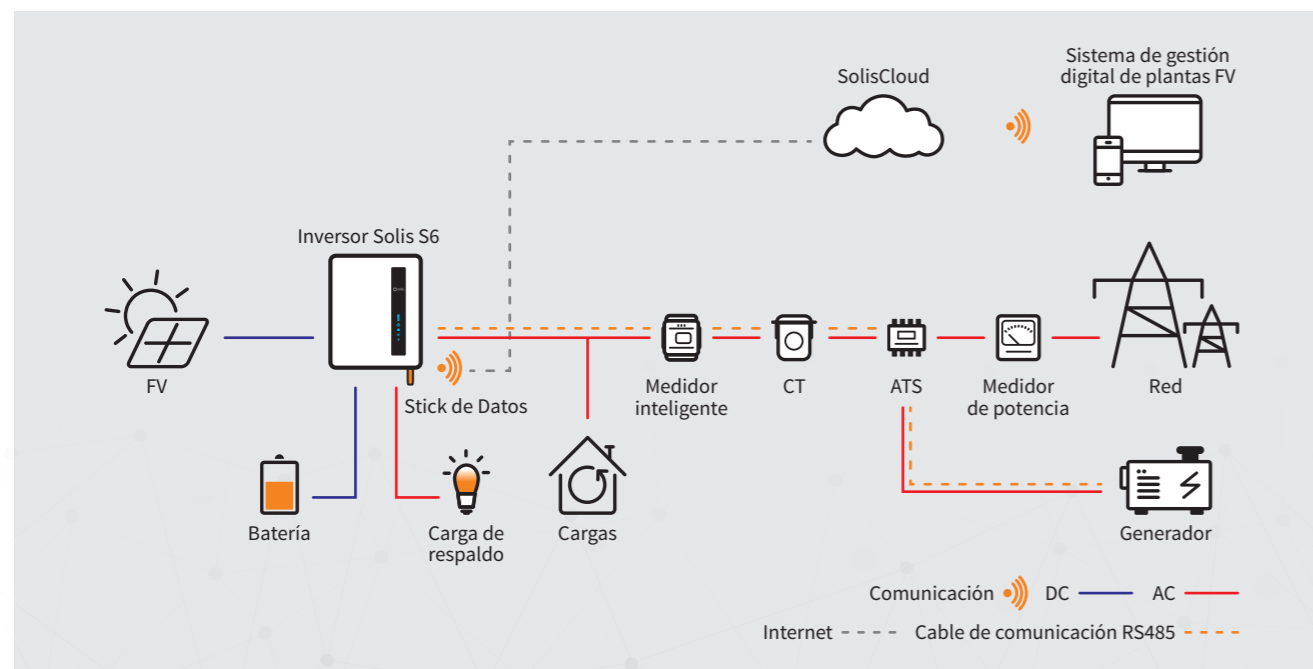 Sistema de gestión
digital de plantas FV
SolisCloud
Inversor Solis S6
FV
Stick de Datos
Medidor
inteligente
CT
ATS
Medidor
de potencia
Red
Batería
Carga de
respaldo
Cargas
Generador
Comunicación DC AC
Internet Cable de comunicación RS485